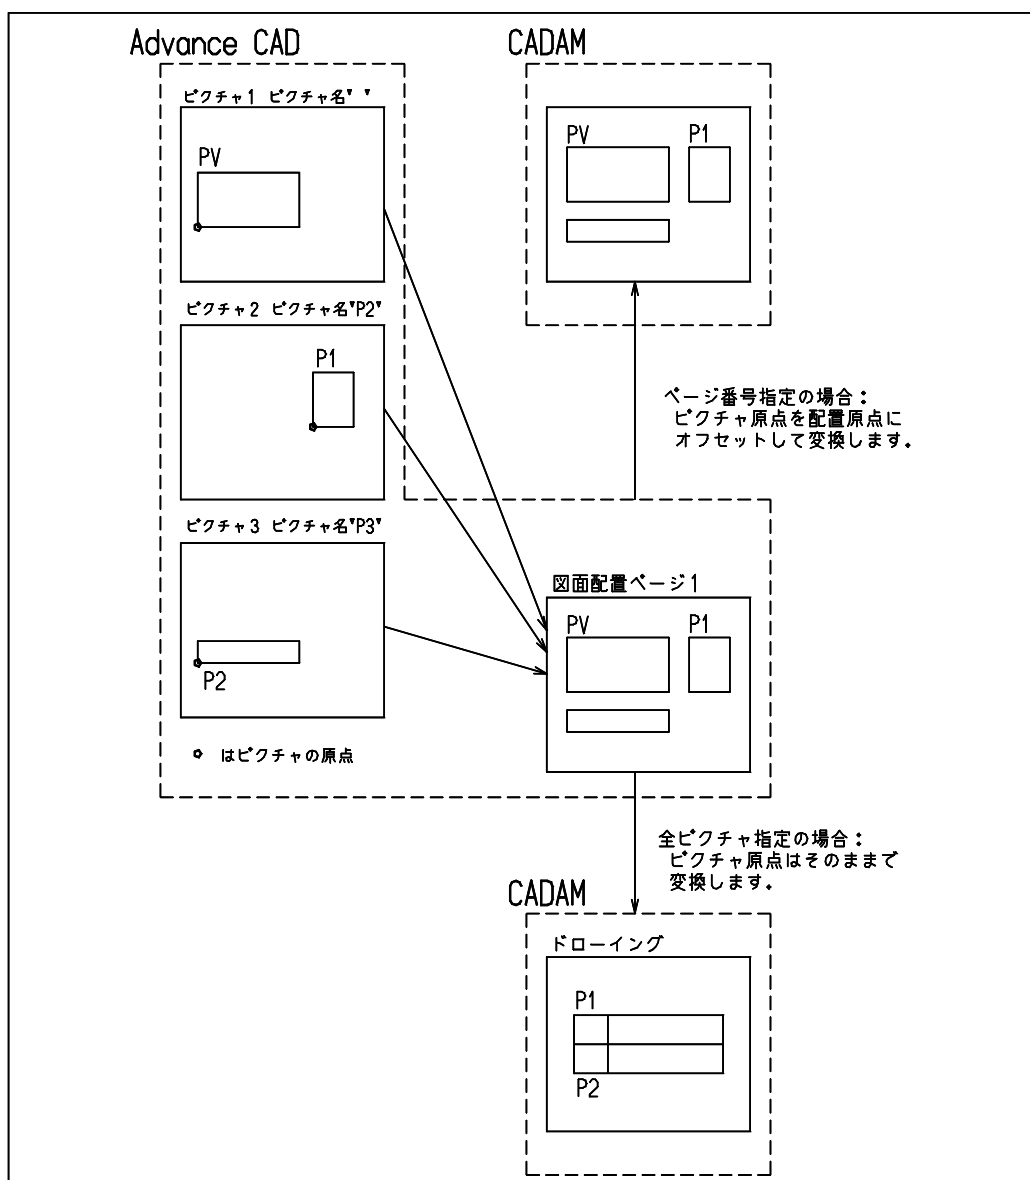 Advance CAD
CADAM
ピクチャ1 ピクチャ名" "
PV
PV
P1
ピクチャ2 ピクチャ名"P2"
P1
ページ番号指定の場合：
ピクチャ原点を配置原点に
オフセットして変換します。
ピクチャ3 ピクチャ名"P3"
P2
図面配置ページ1
PV
P1
はピクチャの原点
全ピクチャ指定の場合：
ピクチャ原点はそのままで
変換します。
CADAM
ドローイング
P1
P2